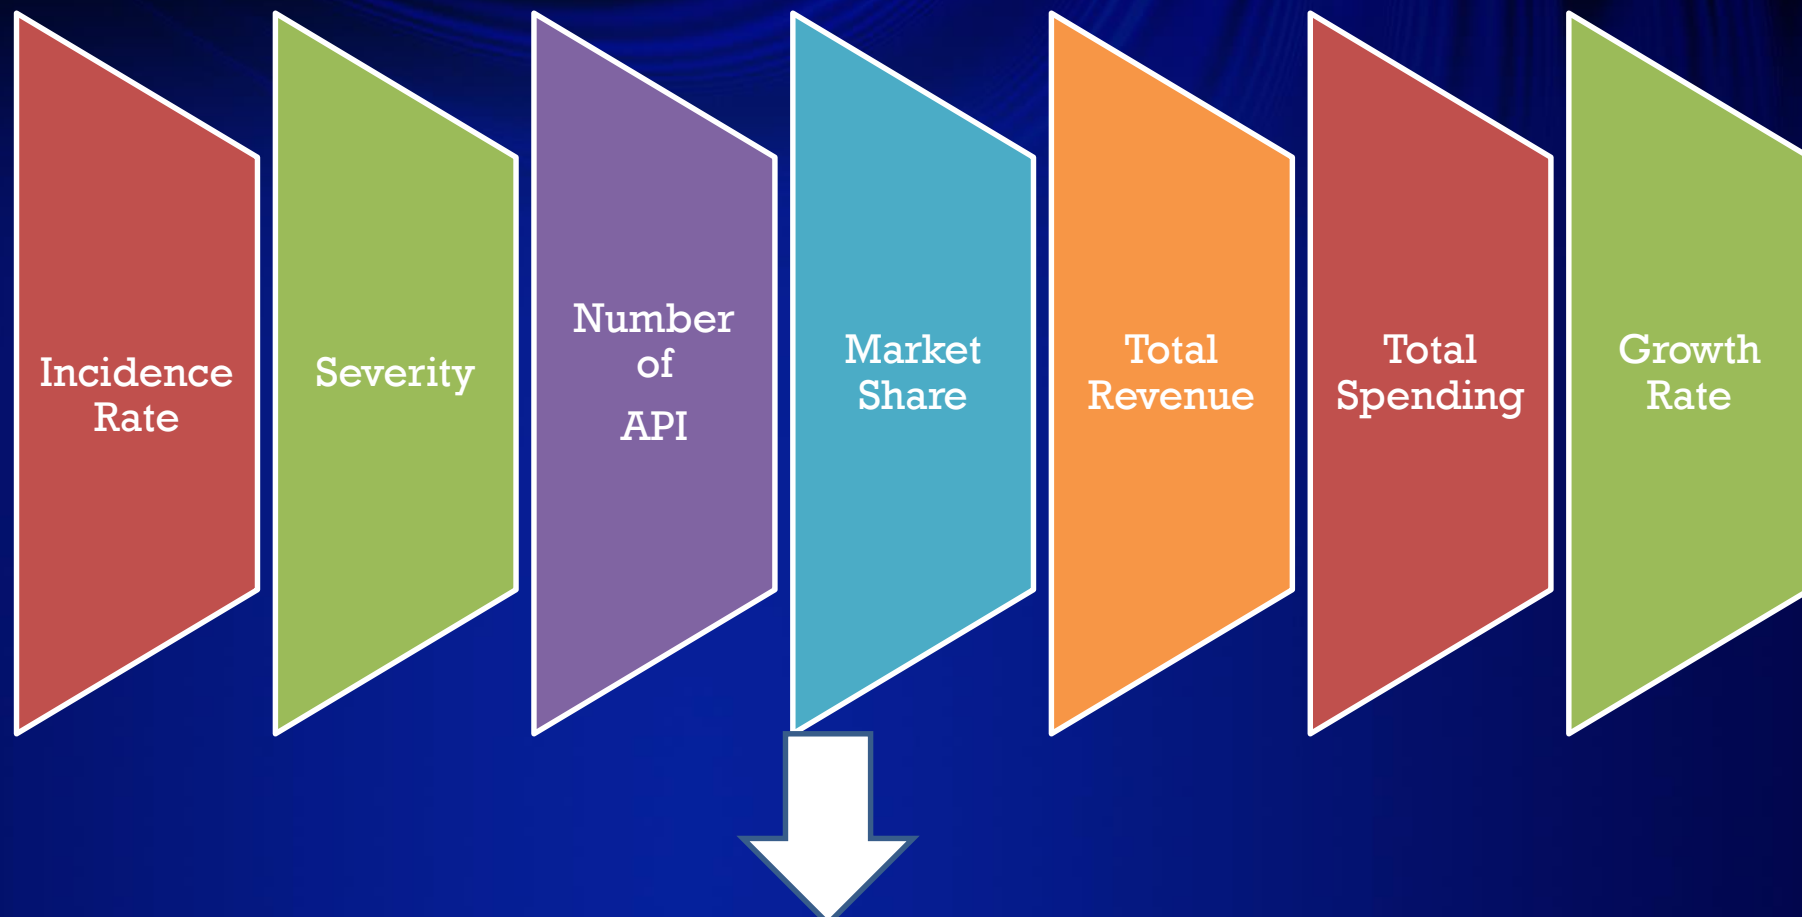 Incidence
Rate
Severity
Number
of
API
Market
Share
Total
Revenue
Total
Spending
Growth
Rate